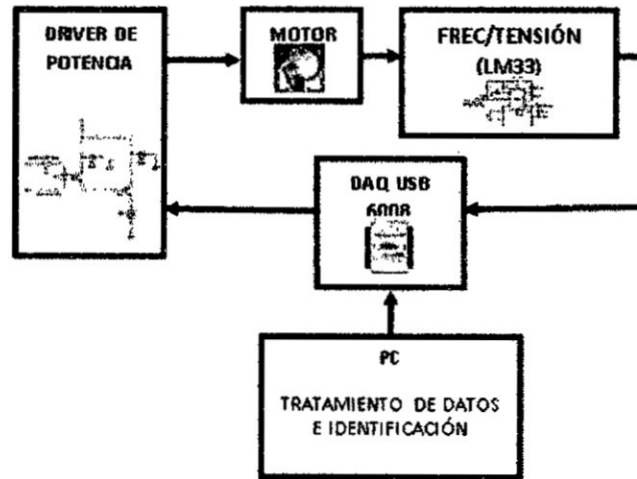 DRIVER DE
POTENCIA
MOTOR
FREC/TENSIÓN
(LM33)
DAQ USB
6008
PC
TRATAMIENTO DE DATOS
E IDENTIFICACIÓN